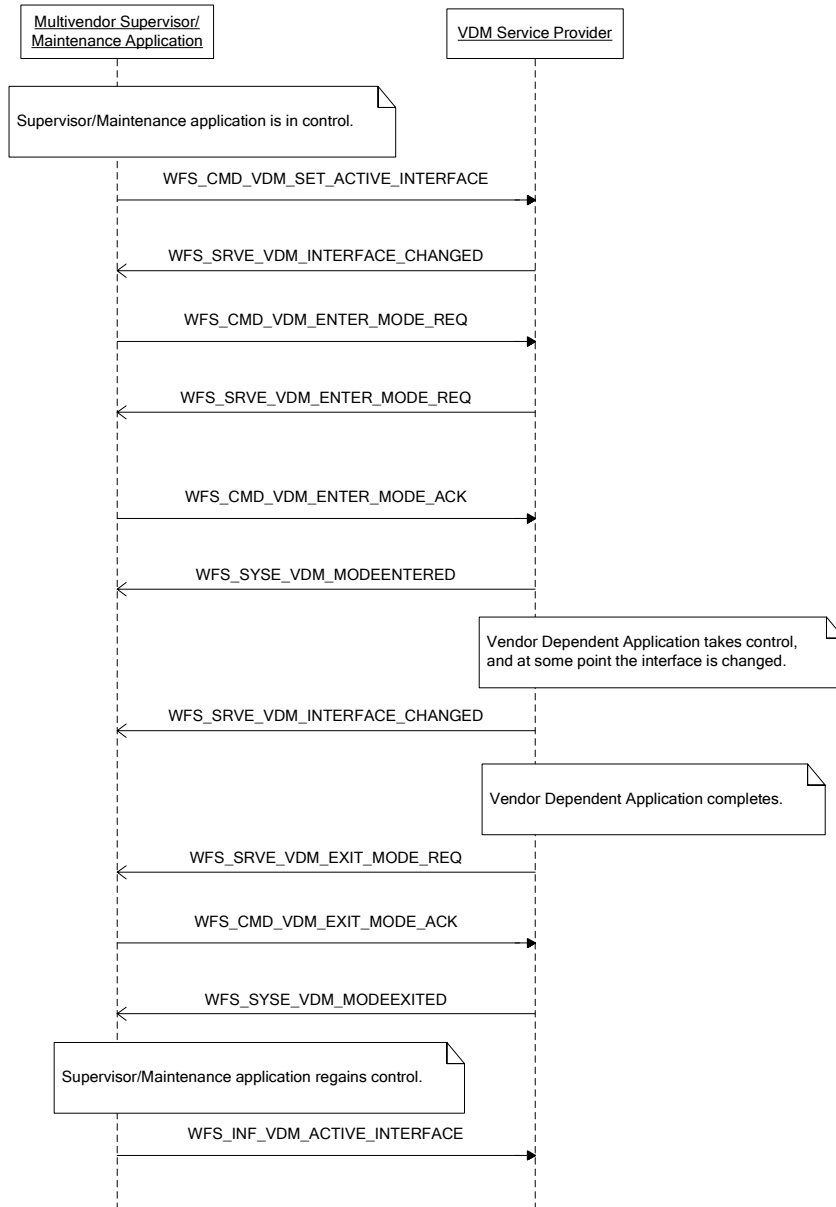 Multivendor Supervisor/
Maintenance Application
VDM Service Provider
Supervisor/Maintenance application is in control.
WFS_CMD_VDM_SET_ACTIVE_INTERFACE
WFS_SRVE_VDM_INTERFACE_CHANGED
WFS_CMD_VDM_ENTER_MODE_REQ
WFS_SRVE_VDM_ENTER_MODE_REQ
WFS_CMD_VDM_ENTER_MODE_ACK
WFS_SYSE_VDM_MODEENTERED
Vendor Dependent Application takes control,
and at some point the interface is changed.
WFS_SRVE_VDM_INTERFACE_CHANGED
Vendor Dependent Application completes.
WFS_SRVE_VDM_EXIT_MODE_REQ
WFS_CMD_VDM_EXIT_MODE_ACK
WFS_SYSE_VDM_MODEEXITED
Supervisor/Maintenance application regains control.
WFS_INF_VDM_ACTIVE_INTERFACE